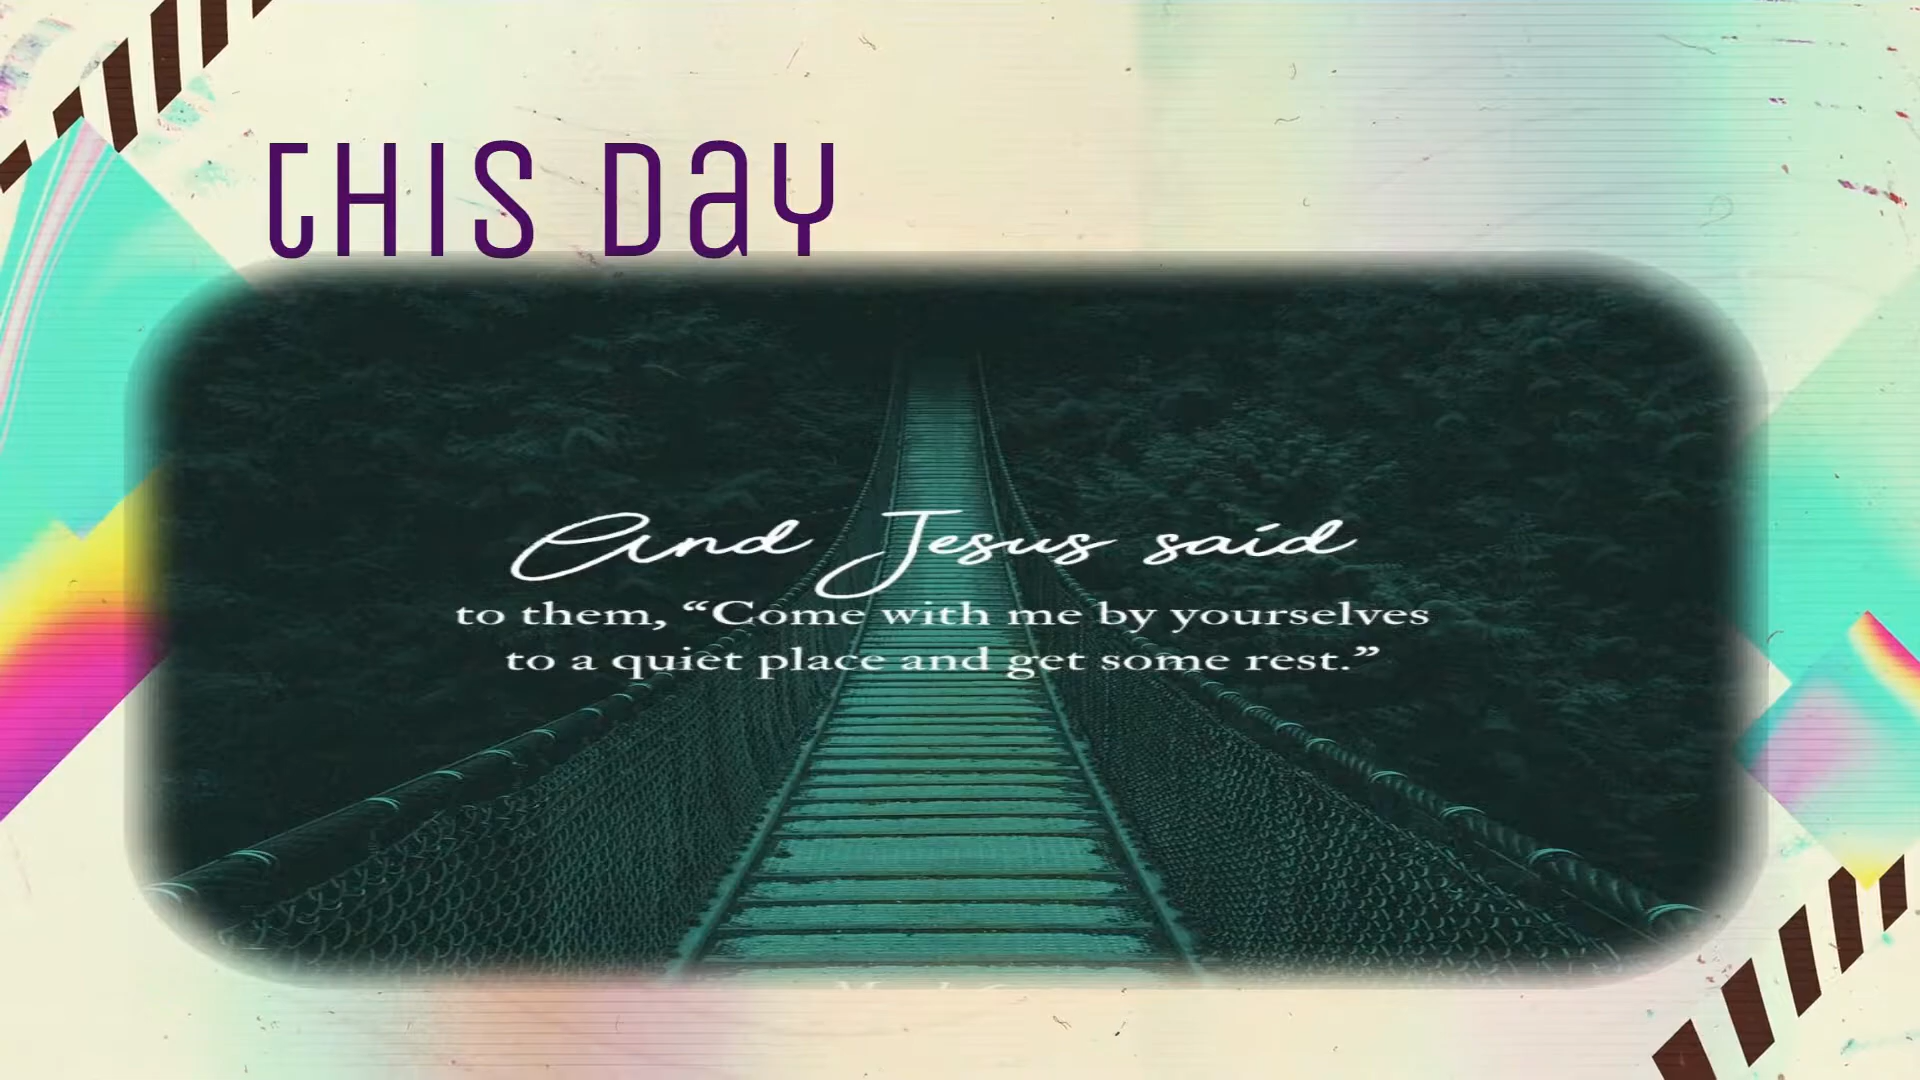 THIS Day
And Jesus said
to them, “Come with me by yourselves
to a quiet place and get some rest.”